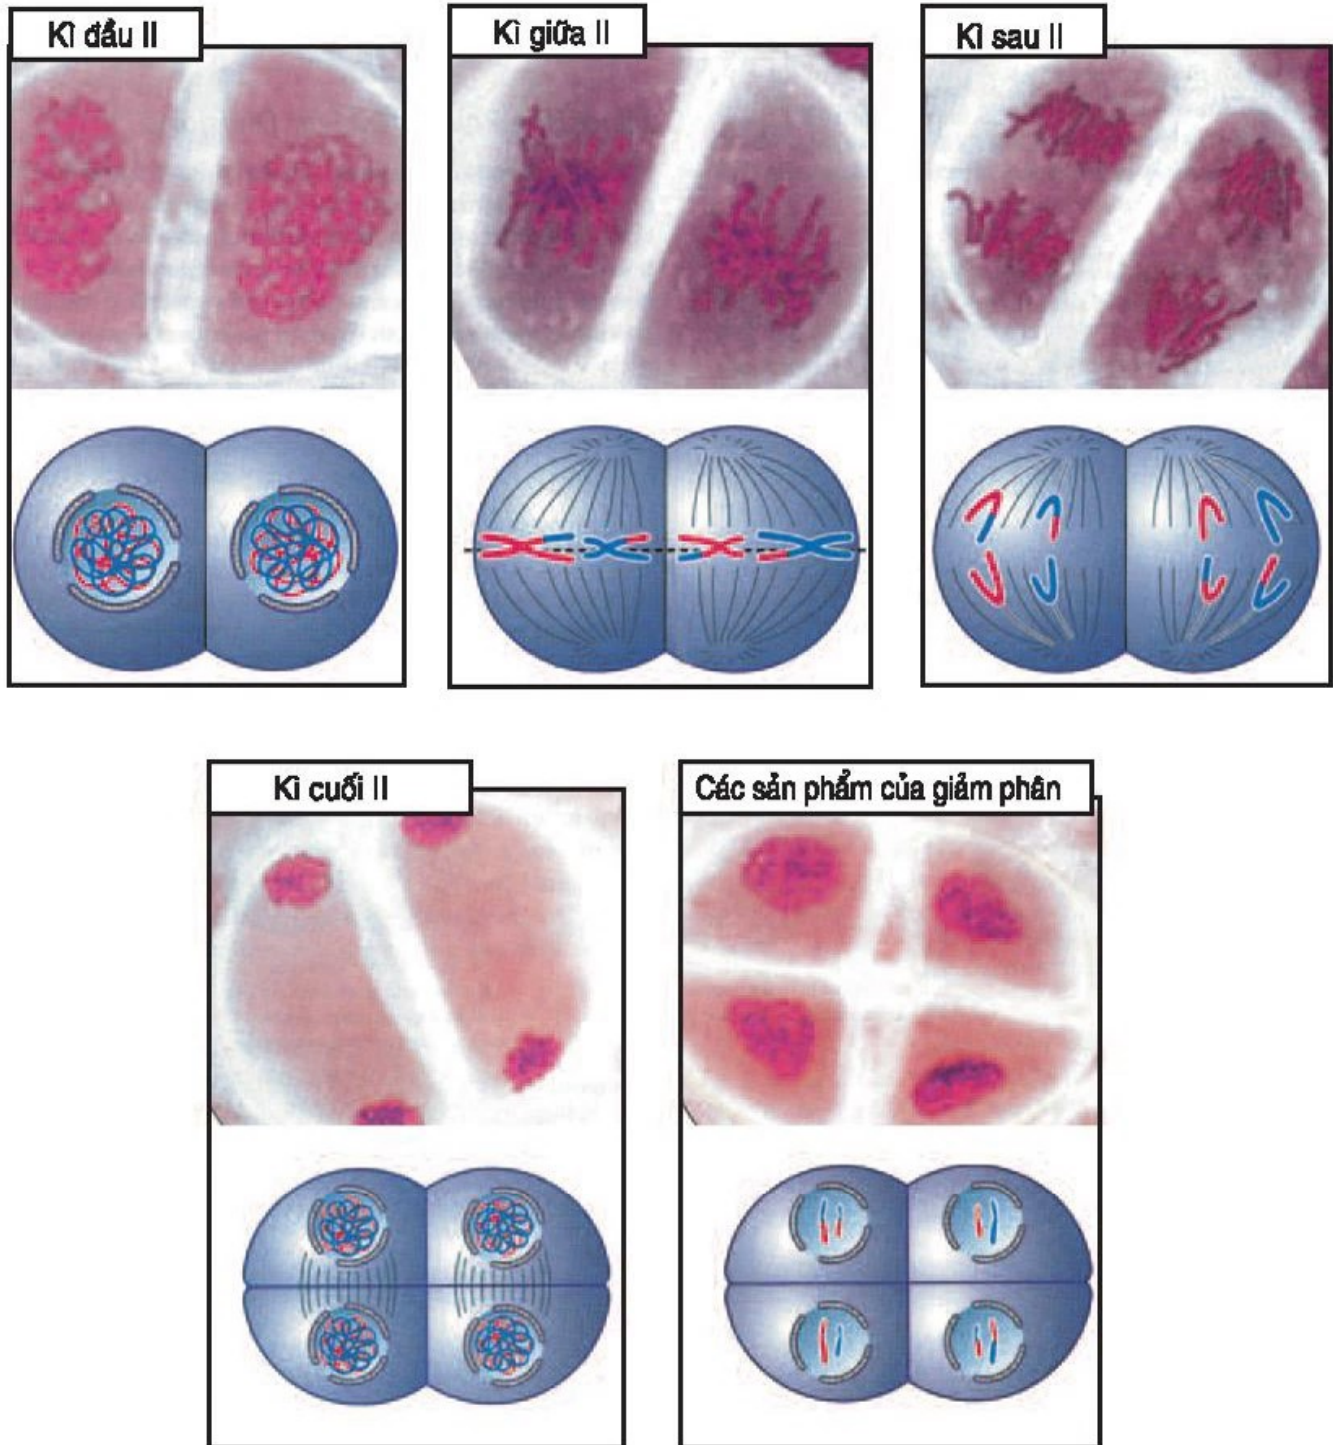 Kì đầu II
Kì giữa II
Kì sau II
Kì cuối II
Các sản phẩm của giảm phân